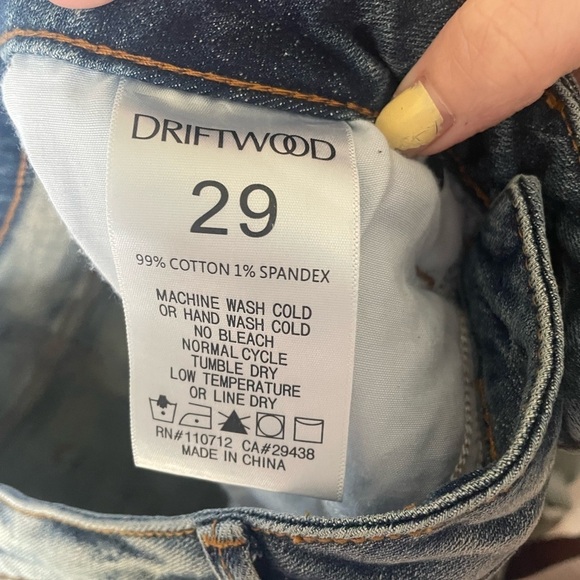 DRIFTWOOD
29
99% COTTON 1% SPANDEX
MACHINE WASH COLD
OR HAND WASH COLD
NO BLEACH
NORMAL CYCLE
TUMBLE DRY
LOW TEMPERATURE
OR LINE DRY
RN#110712 CA#29438
MADE IN CHINA